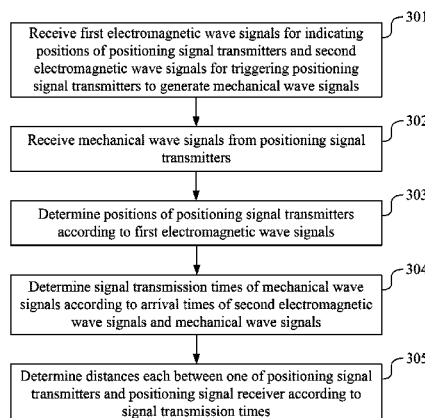 301
Receive first electromagnetic wave signals for indicating
positions of positioning signal transmitters and second
electromagnetic wave signals for triggering positioning
signal transmitters to generate mechanical wave signals
302
Receive mechanical wave signals from positioning signal
transmitters
303
Determine positions of positioning signal transmitters
according to first electromagnetic wave signals
304
Determine signal transmission times of mechanical wave
signals according to arrival times of second electromagnetic
wave signals and mechanical wave signals
305
Determine distances each between one of positioning signal
transmitters and positioning signal receiver according to
signal transmission times